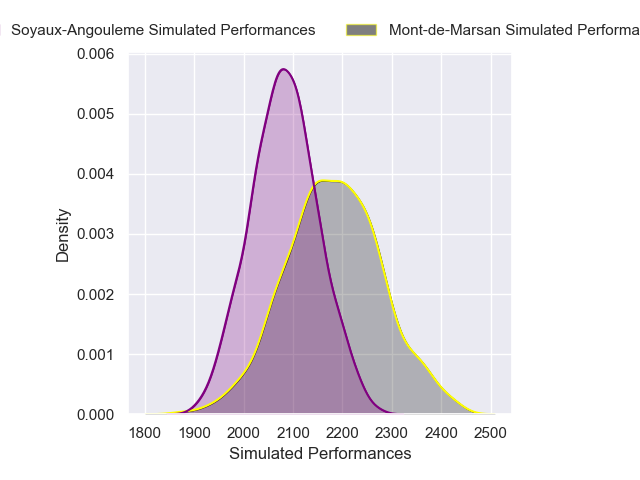 Soyaux-Angouleme Simulated Performances Mont-de-Marsan Simulated Performa
0.006
0.005
0.004
0.003
0.002
0.001
0.000
Density
1800 1900 2000 2100 2200 2300 2400 2500
Simulated Performances